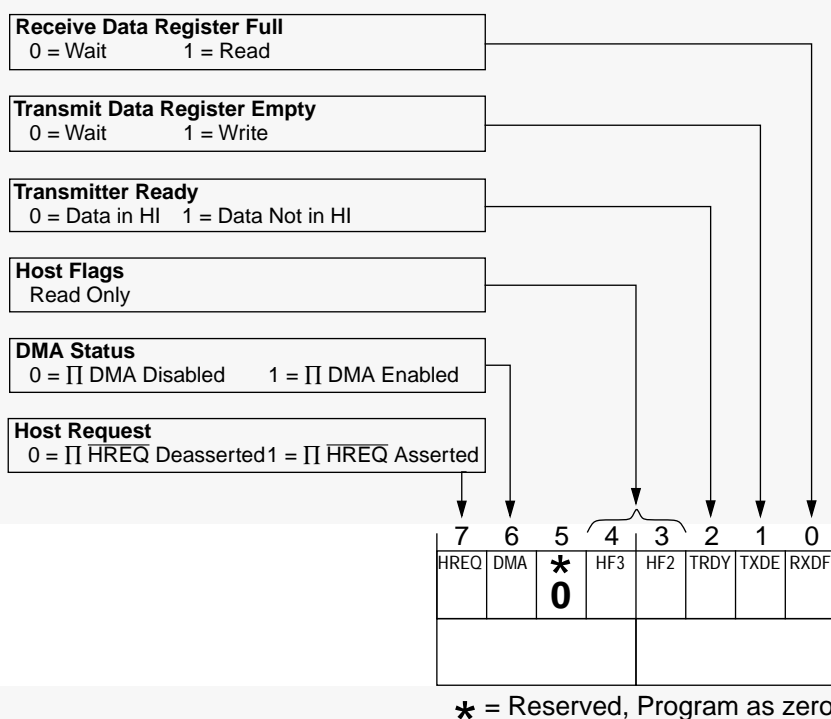 Receive Data Register Full
0 = Wait 1 = Read
Transmit Data Register Empty
0 = Wait 1 = Write
Transmitter Ready
0 = Data in HI 1 = Data Not in HI
Host Flags
Read Only
DMA Status
0 = ∏ DMA Disabled 1 = ∏ DMA Enabled
Host Request
0 = ∏ HREQ Deasserted1 = ∏ HREQ Asserted
7 6 5 4 3 2 1 0
HREQ DMA * HF3 HF2 TRDY TXDE RXDF
0
* = Reserved, Program as zero